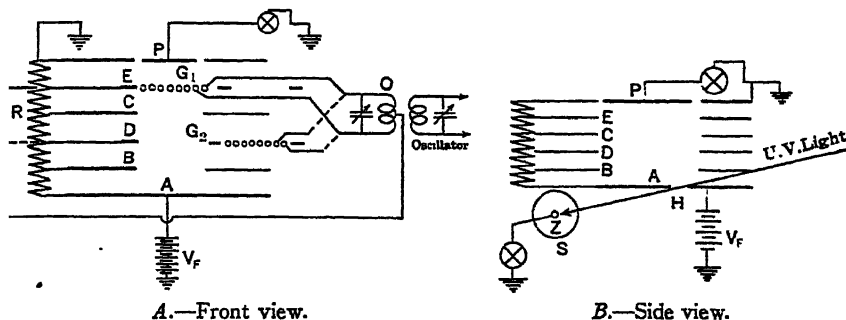 P
E
G1
R
C
O
D
G2
B
Oscillator
A
VF
A.—Front view.
P
E
C
D
B
A
U.V. Light
H
Z
S
VF
B.—Side view.